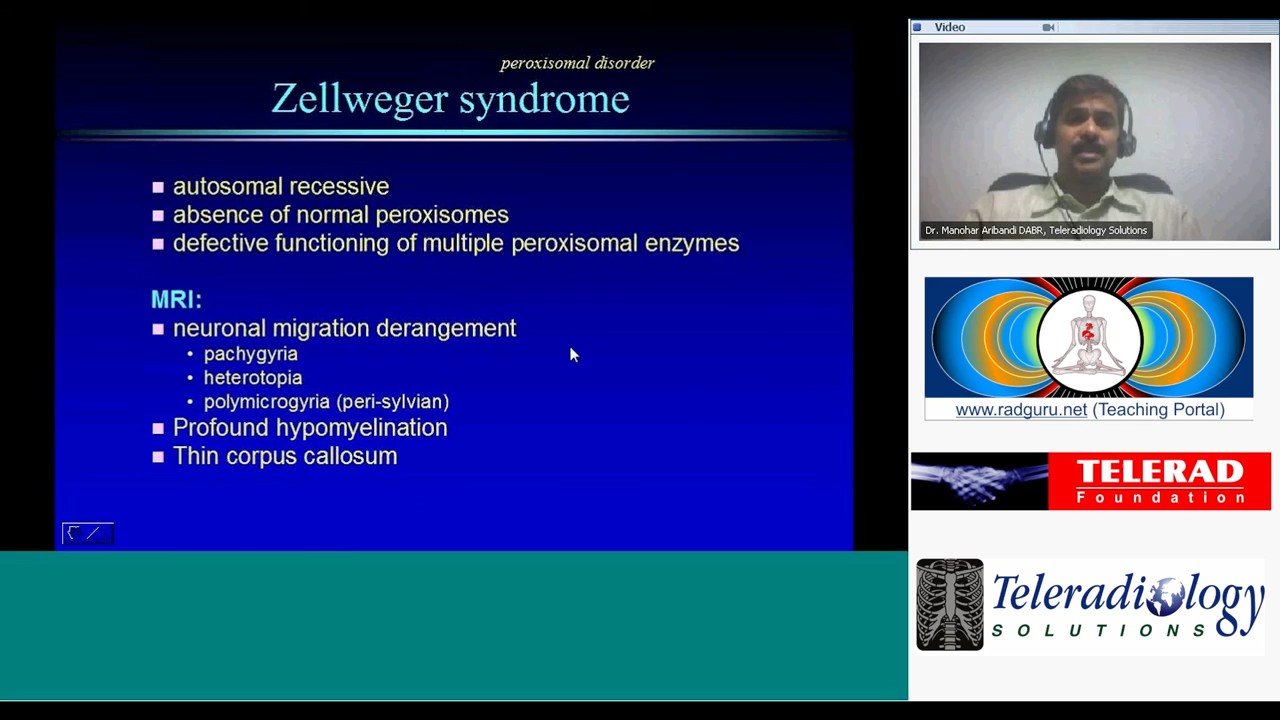 peroxisomal disorder
Zellweger syndrome
autosomal recessive
absence of normal peroxisomes
defective functioning of multiple peroxisomal enzymes
MRI:
neuronal migration derangement
pachygyria
heterotopia
polymicrogyria (peri-sylvian)
Profound hypomyelination
Thin corpus callosum
Video
Dr. Manohar Aribandi DABR, Teleradiology Solutions
www.radguru.net (Teaching Portal)
TELERAD
Foundation
Teleradiology
SOLUTIONS